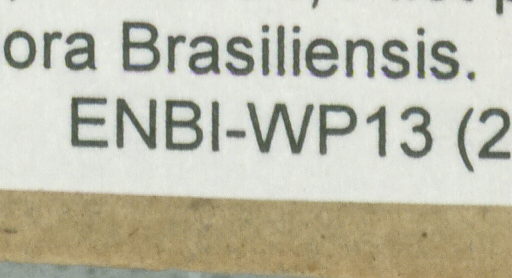 ora Brasiliensis.
ENBI-WP13 (2